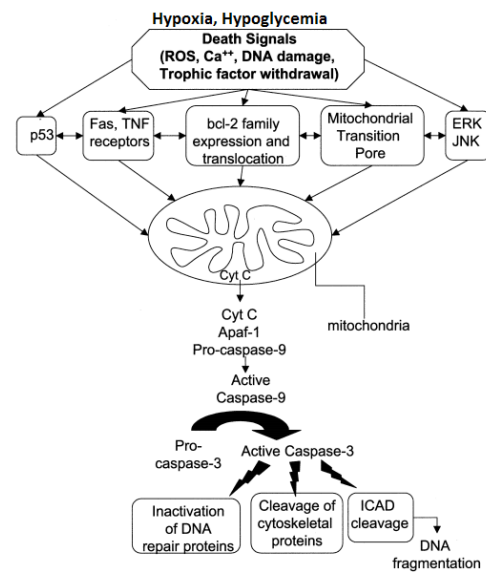 Hypoxia, Hypoglycemia
Death Signals
(ROS, Ca++, DNA damage,
Trophic factor withdrawal)
p53
Fas, TNF
receptors
bcl-2 family
expression and
translocation
Mitochondrial
Transition
Pore
ERK
JNK
Cyt C
mitochondria
Cyt C
Apaf-1
Pro-caspase-9
Active
Caspase-9
Pro-
caspase-3
Active Caspase-3
Inactivation
of DNA
repair proteins
Cleavage of
cytoskeletal
proteins
ICAD
cleavage
DNA
fragmentation